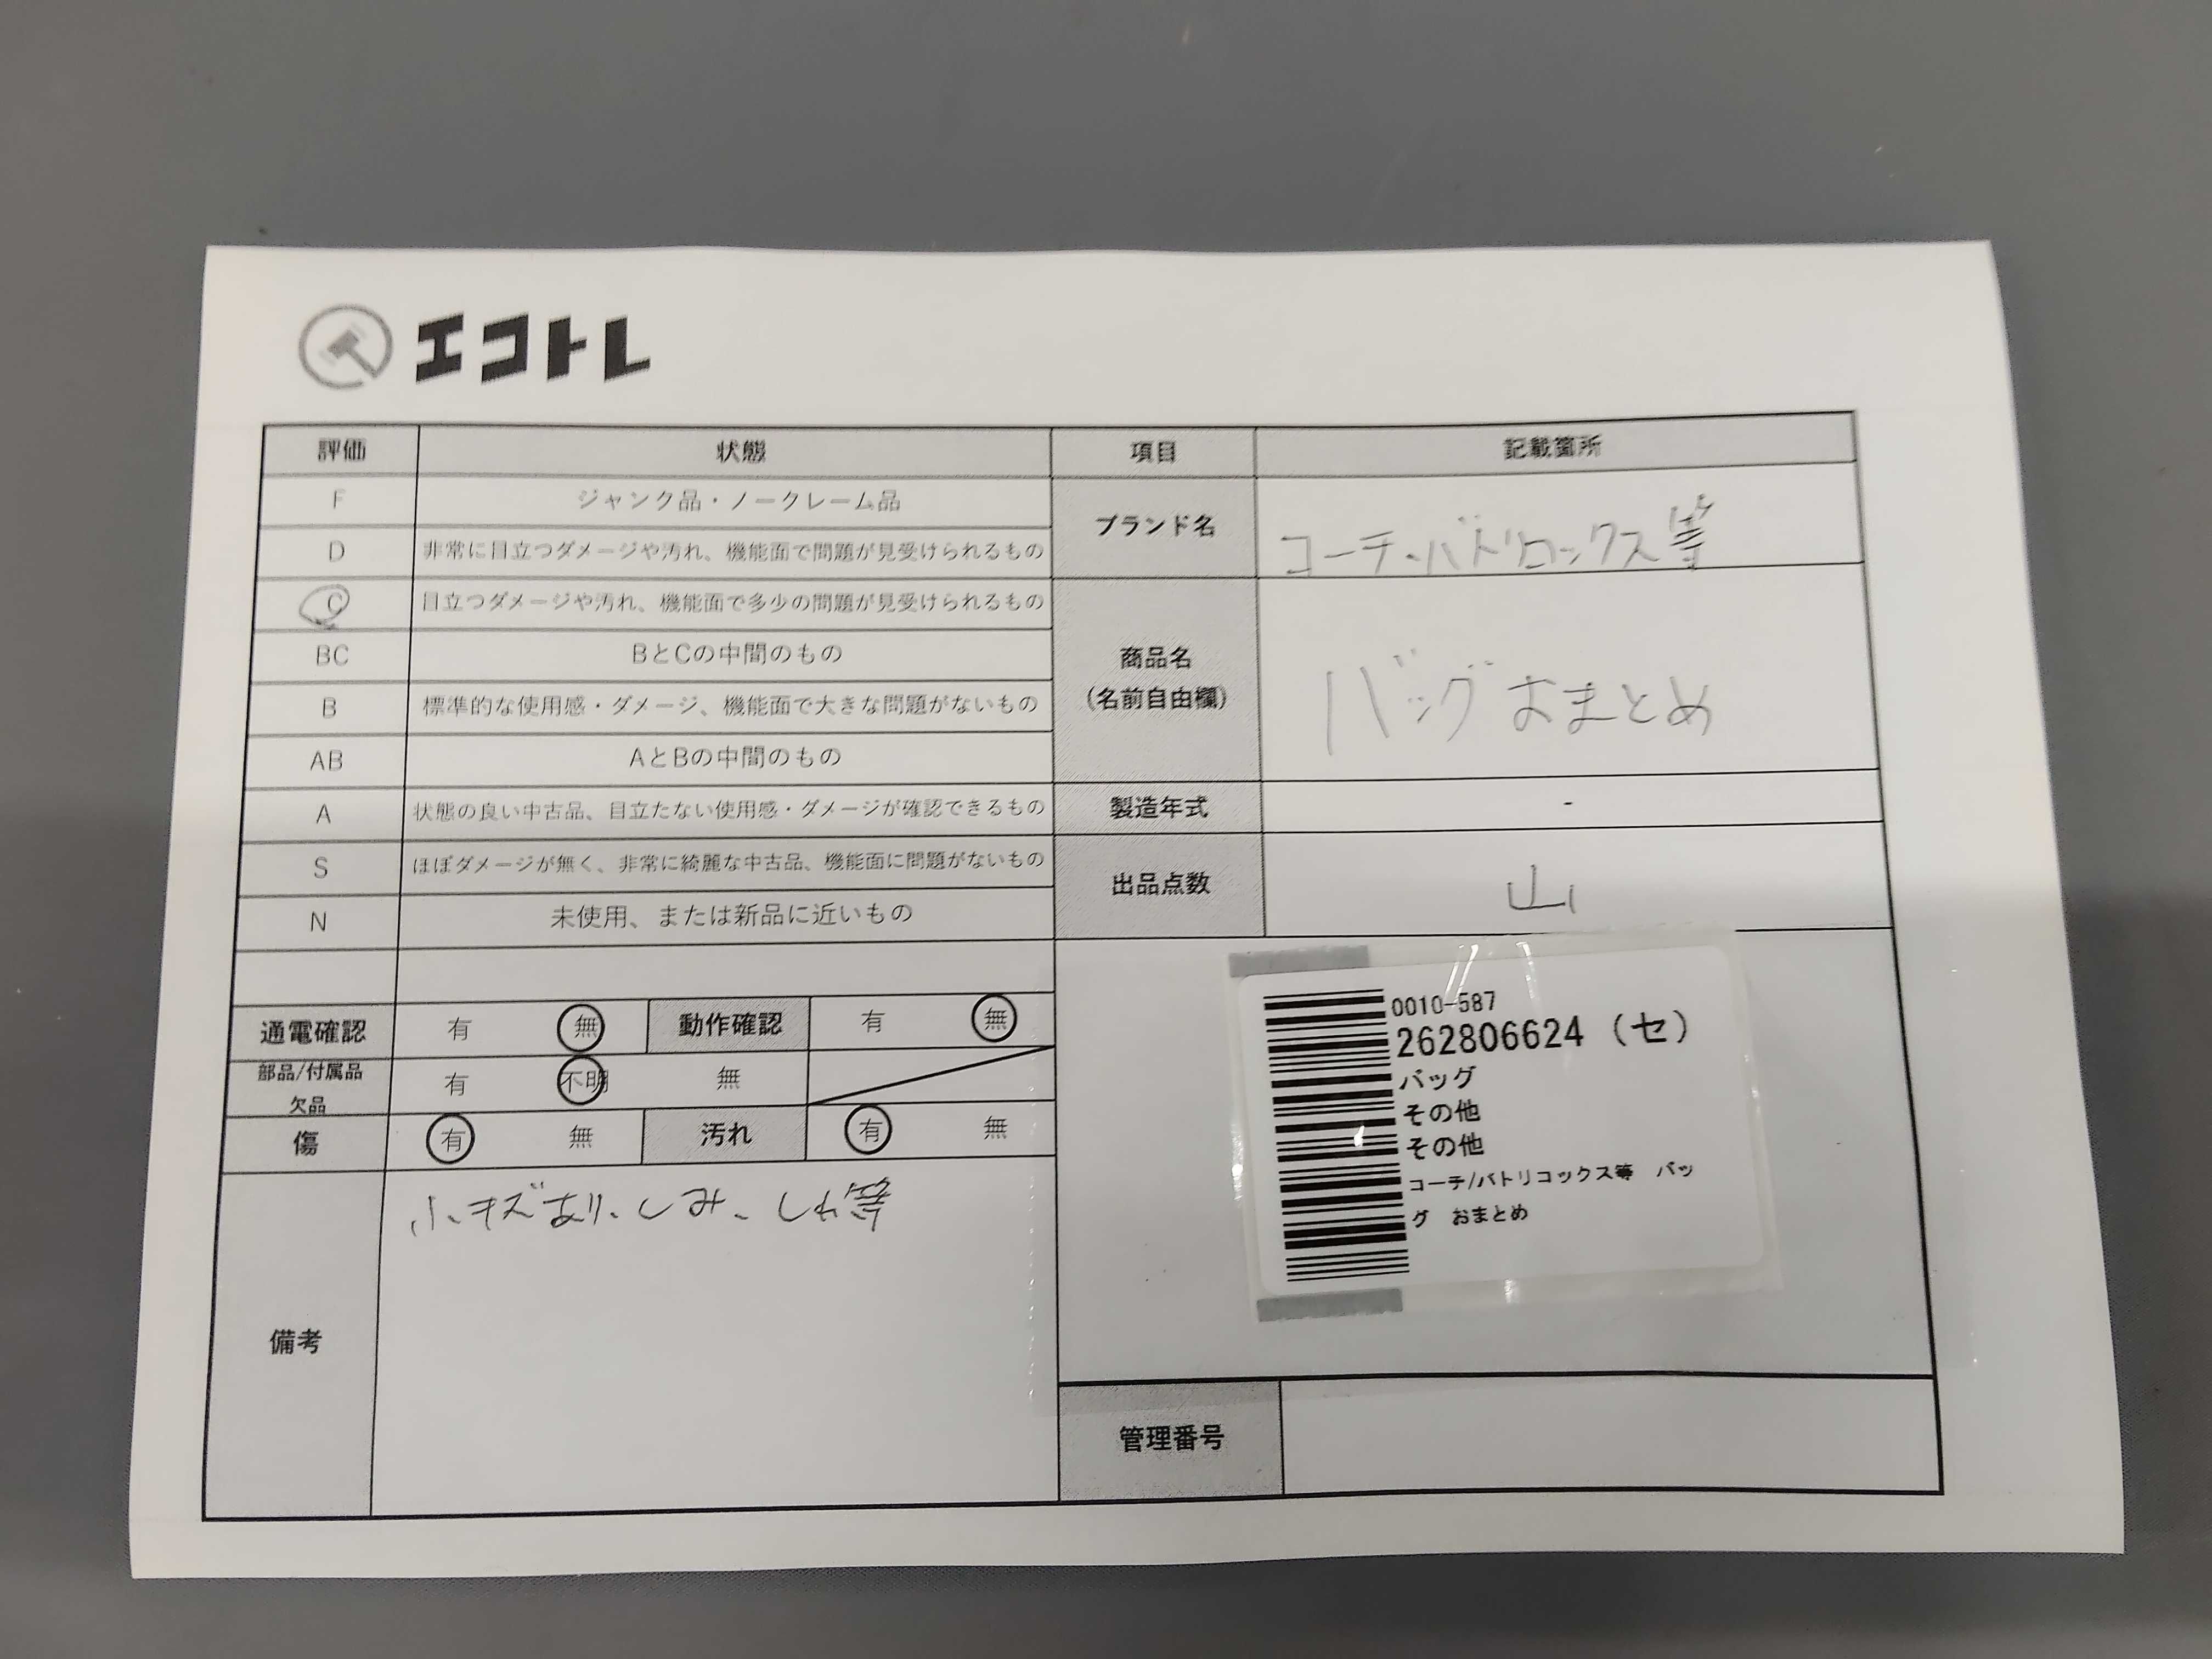 エコトレ
評価 状態 項目 記載箇所
F ジャンク品・ノークレーム品
D 非常に目立つダメージや汚れ、機能面で問題が見受けられるもの
ブランド名 コーチ・パトリコックス等
C 目立つダメージや汚れ、機能面で多少の問題が見受けられるもの
BC BとCの中間のもの
B 標準的な使用感・ダメージ、機能面で大きな問題がないもの
商品名
(名前自由欄)
バッグ おまとめ
AB AとBの中間のもの
A 状態の良い中古品、目立たない使用感・ダメージが確認できるもの
製造年式 -
S ほぼダメージが無く、非常に綺麗な中古品、機能面に問題がないもの
出品点数 山
N 未使用、または新品に近いもの
通電確認 有 無 動作確認 有 無
部品/付属品
欠品
有 不明 無
傷 有 無 汚れ 有 無
備考
小キズあり、しみ、しわ等
0010-587
262806624 (セ)
バッグ
その他
その他
コーチ/パトリコックス等 バッ
グ おまとめ
管理番号